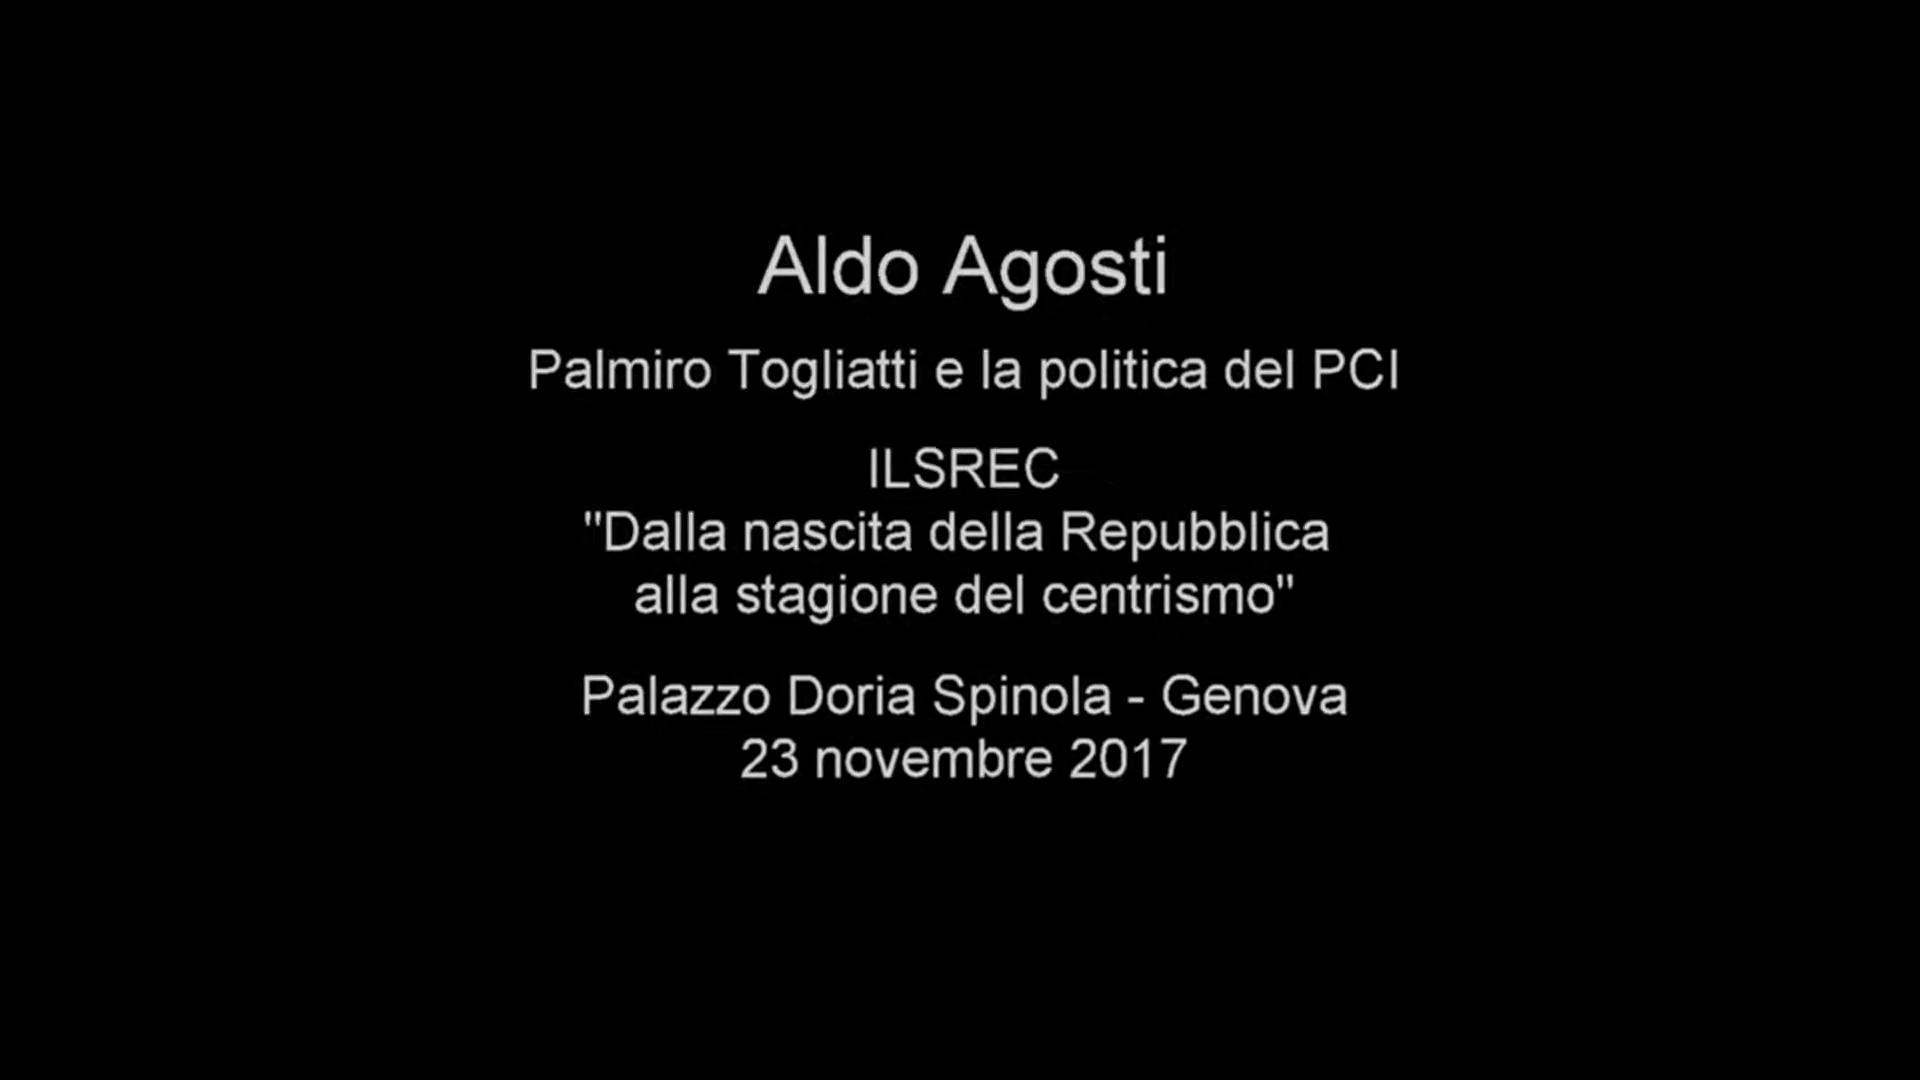 Aldo Agosti
Palmiro Togliatti e la politica del PCI
ILSREC
"Dalla nascita della Repubblica
alla stagione del centrismo"
Palazzo Doria Spinola - Genova
23 novembre 2017